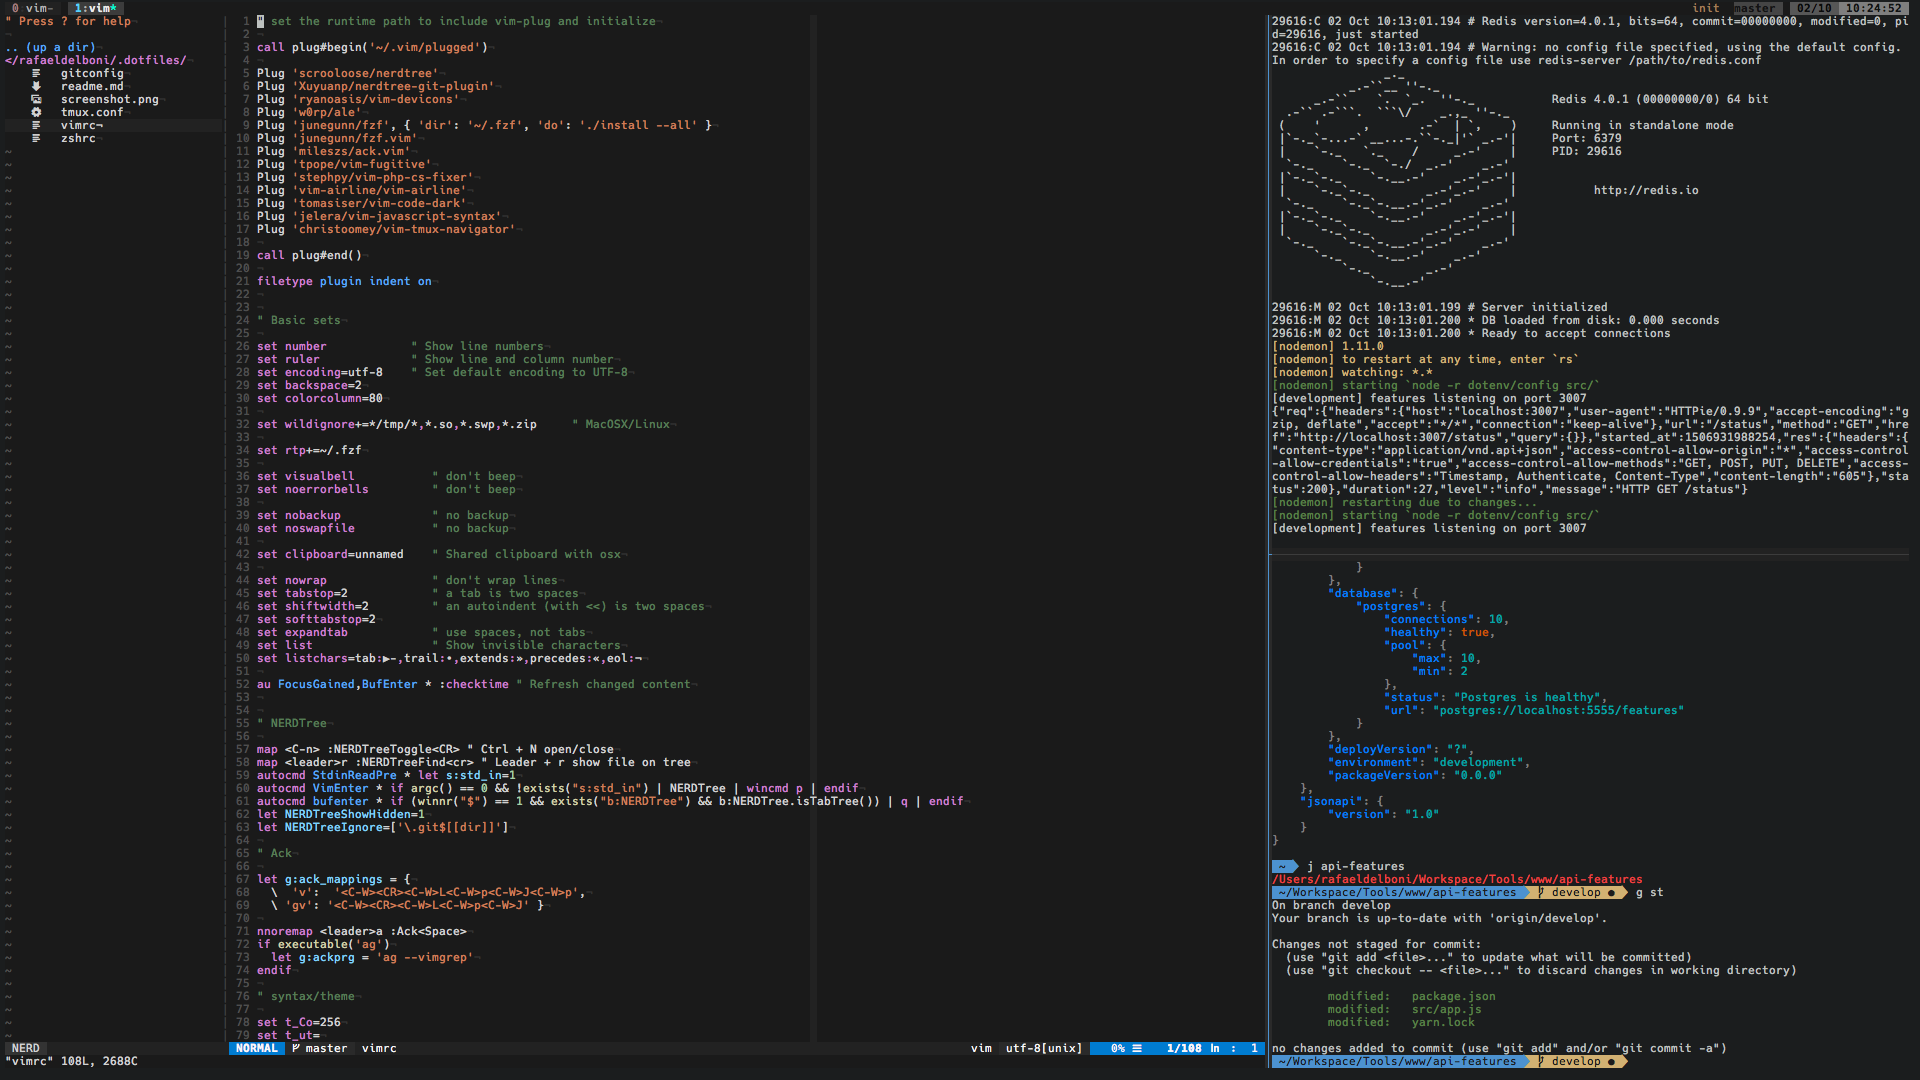 0 vim- 1:vim*
init master 02/10 10:24:52
" Press ? for help
.. (up a dir)
</rafaeldelboni/.dotfiles/
gitconfig
readme.md
screenshot.png
tmux.conf
vimrc¬
zshrc
NERD
1 " set the runtime path to include vim-plug and initialize¬
2 ¬
3 call plug#begin('~/.vim/plugged')¬
4 ¬
5 Plug 'scrooloose/nerdtree'¬
6 Plug 'Xuyuanp/nerdtree-git-plugin'¬
7 Plug 'ryanoasis/vim-devicons'¬
8 Plug 'w0rp/ale'¬
9 Plug 'junegunn/fzf', { 'dir': '~/.fzf', 'do': './install --all' }¬
10 Plug 'junegunn/fzf.vim'¬
11 Plug 'mileszs/ack.vim'¬
12 Plug 'tpope/vim-fugitive'¬
13 Plug 'stephpy/vim-php-cs-fixer'¬
14 Plug 'vim-airline/vim-airline'¬
15 Plug 'tomasiser/vim-code-dark'¬
16 Plug 'jelera/vim-javascript-syntax'¬
17 Plug 'christoomey/vim-tmux-navigator'¬
18 ¬
19 call plug#end()¬
20 ¬
21 filetype plugin indent on¬
22 ¬
23 ¬
24 " Basic sets¬
25 ¬
26 set number " Show line numbers¬
27 set ruler " Show line and column number¬
28 set encoding=utf-8 " Set default encoding to UTF-8¬
29 set backspace=2¬
30 set colorcolumn=80¬
31 ¬
32 set wildignore+=*/tmp/*,*.so,*.swp,*.zip " MacOSX/Linux¬
33 ¬
34 set rtp+=~/.fzf¬
35 ¬
36 set visualbell " don't beep¬
37 set noerrorbells " don't beep¬
38 ¬
39 set nobackup " no backup¬
40 set noswapfile " no backup¬
41 ¬
42 set clipboard=unnamed " Shared clipboard with osx¬
43 ¬
44 set nowrap " don't wrap lines¬
45 set tabstop=2 " a tab is two spaces¬
46 set shiftwidth=2 " an autoindent (with <<) is two spaces¬
47 set softtabstop=2¬
48 set expandtab " use spaces, not tabs¬
49 set list " Show invisible characters¬
50 set listchars=tab:▶-,trail:•,extends:»,precedes:«,eol:¬¬
51 ¬
52 au FocusGained,BufEnter * :checktime " Refresh changed content¬
53 ¬
54 ¬
55 " NERDTree¬
56 ¬
57 map <C-n> :NERDTreeToggle<CR> " Ctrl + N open/close¬
58 map <leader>r :NERDTreeFind<cr> " Leader + r show file on tree¬
59 autocmd StdinReadPre * let s:std_in=1¬
60 autocmd VimEnter * if argc() == 0 && !exists("s:std_in") | NERDTree | wincmd p | endif¬
61 autocmd bufenter * if (winnr("$") == 1 && exists("b:NERDTree") && b:NERDTree.isTabTree()) | q | endif¬
62 let NERDTreeShowHidden=1¬
63 let NERDTreeIgnore=['\.git$[[dir]]']¬
64 ¬
65 " Ack¬
66 ¬
67 let g:ack_mappings = {¬
68 \ 'v': '<C-W><CR><C-W>L<C-W>p<C-W>J<C-W>p',¬
69 \ 'gv': '<C-W><CR><C-W>L<C-W>p<C-W>J' }¬
70 ¬
71 nnoremap <leader>a :Ack<Space>¬
72 if executable('ag')¬
73 let g:ackprg = 'ag --vimgrep'¬
74 endif¬
75 ¬
76 " syntax/theme¬
77 ¬
78 set t_Co=256¬
79 set t_ut=¬
NORMAL master vimrc vim utf-8[unix] 0% ☰ 1/108 ln : 1
"vimrc" 108L, 2688C
29616:C 02 Oct 10:13:01.194 # Redis version=4.0.1, bits=64, commit=00000000, modified=0, pi
d=29616, just started
29616:C 02 Oct 10:13:01.194 # Warning: no config file specified, using the default config.
In order to specify a config file use redis-server /path/to/redis.conf
Redis 4.0.1 (00000000/0) 64 bit
Running in standalone mode
Port: 6379
PID: 29616
http://redis.io
29616:M 02 Oct 10:13:01.199 # Server initialized
29616:M 02 Oct 10:13:01.200 * DB loaded from disk: 0.000 seconds
29616:M 02 Oct 10:13:01.200 * Ready to accept connections
[nodemon] 1.11.0
[nodemon] to restart at any time, enter `rs`
[nodemon] watching: *.*
[nodemon] starting `node -r dotenv/config src/`
[development] features listening on port 3007
{"req":{"headers":{"host":"localhost:3007","user-agent":"HTTPie/0.9.9","accept-encoding":"g
zip, deflate","accept":"*/*","connection":"keep-alive"},"url":"/status","method":"GET","hre
f":"http://localhost:3007/status","query":{}},"started_at":1506931988254,"res":{"headers":{
"content-type":"application/vnd.api+json","access-control-allow-origin":"*","access-control
-allow-credentials":"true","access-control-allow-methods":"GET, POST, PUT, DELETE","access-
control-allow-headers":"Timestamp, Authenticate, Content-Type","content-length":"605"},"sta
tus":200},"duration":27,"level":"info","message":"HTTP GET /status"}
[nodemon] restarting due to changes...
[nodemon] starting `node -r dotenv/config src/`
[development] features listening on port 3007
}
},
"database": {
"postgres": {
"connections": 10,
"healthy": true,
"pool": {
"max": 10,
"min": 2
},
"status": "Postgres is healthy",
"url": "postgres://localhost:5555/features"
}
},
"deployVersion": "?",
"environment": "development",
"packageVersion": "0.0.0"
},
"jsonapi": {
"version": "1.0"
}
}
~ j api-features
/Users/rafaeldelboni/Workspace/Tools/www/api-features
~/Workspace/Tools/www/api-features develop ● g st
On branch develop
Your branch is up-to-date with 'origin/develop'.
Changes not staged for commit:
(use "git add <file>..." to update what will be committed)
(use "git checkout -- <file>..." to discard changes in working directory)
modified: package.json
modified: src/app.js
modified: yarn.lock
no changes added to commit (use "git add" and/or "git commit -a")
~/Workspace/Tools/www/api-features develop ●